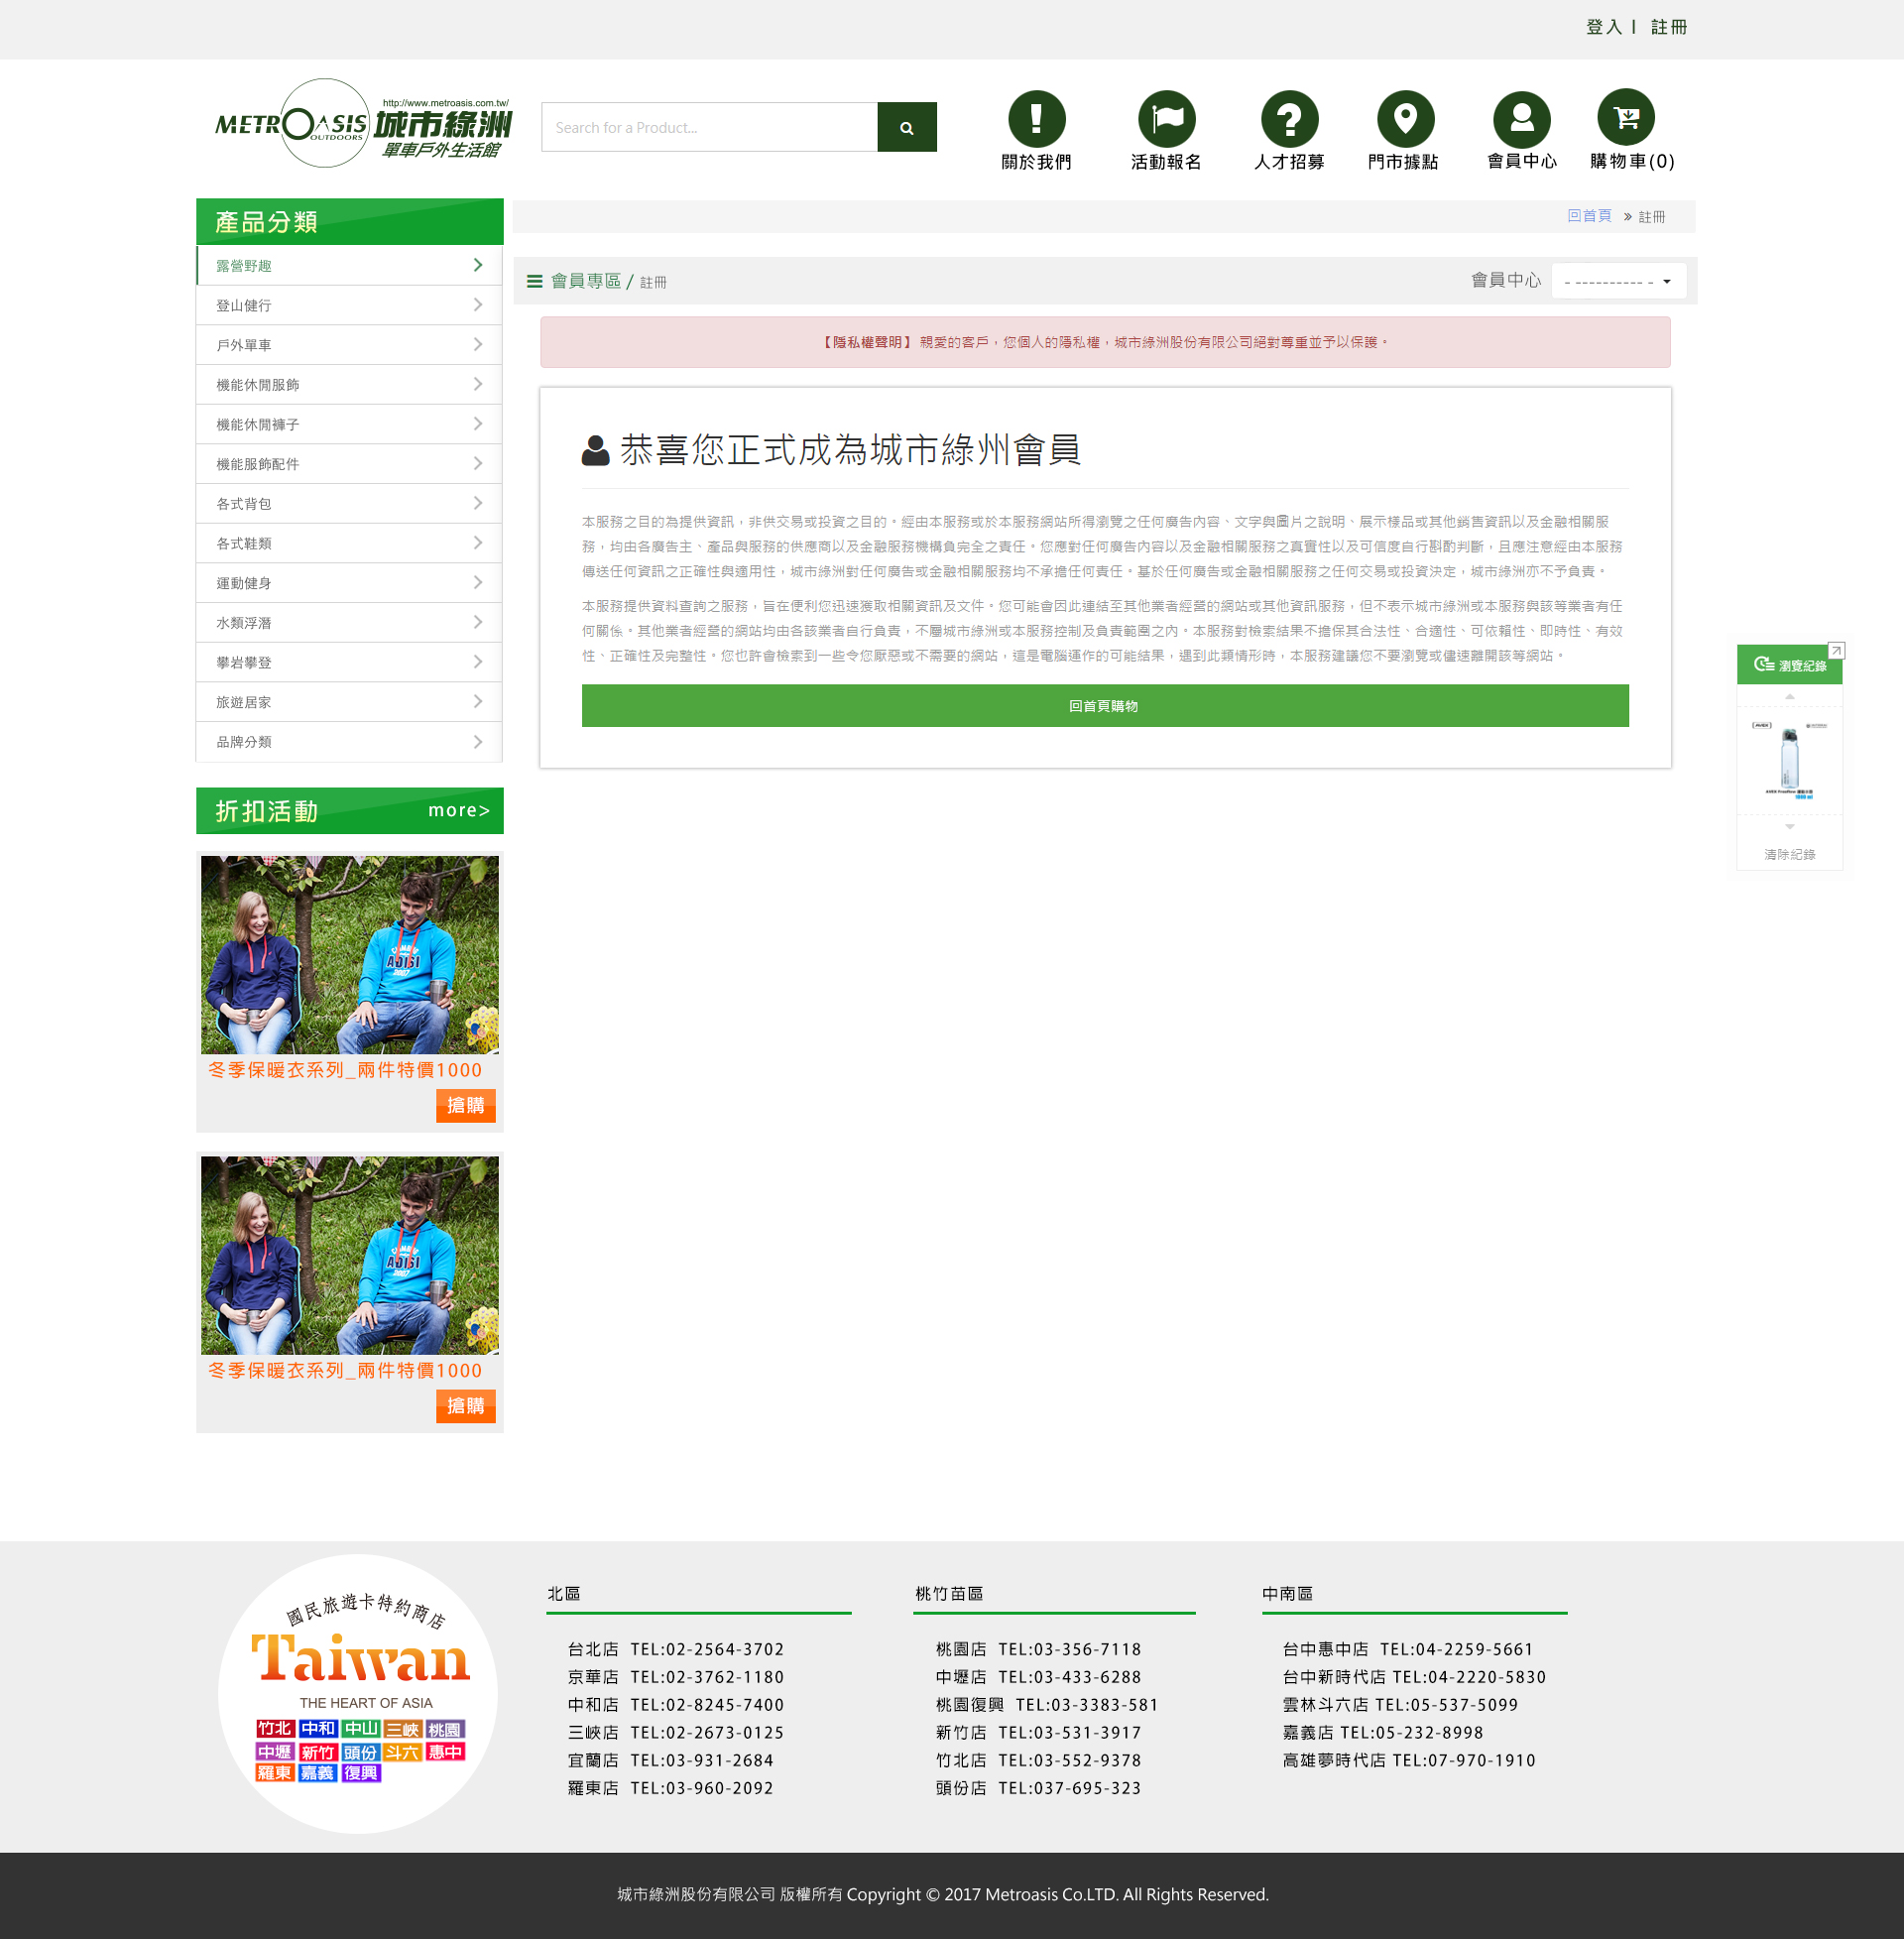 登入 | 註冊
http://www.metroasis.com.tw/
METROASIS 城市綠洲
OUTDOORS
單車戶外生活館
Search for a Product...
關於我們
活動報名
人才招募
門市據點
會員中心
購物車(0)
產品分類
回首頁 » 註冊
露營野趣
登山健行
戶外單車
機能休閒服飾
機能休閒褲子
機能服飾配件
各式背包
各式鞋類
運動健身
水類浮潛
攀岩攀登
旅遊居家
品牌分類
會員專區 / 註冊
會員中心 - ---------- -
【隱私權聲明】親愛的客戶，您個人的隱私權，城市綠洲股份有限公司絕對尊重並予以保護。
恭喜您正式成為城市綠州會員
本服務之目的為提供資訊，非供交易或投資之目的。經由本服務或於本服務網站所得瀏覽之任何廣告內容、文字與圖片之說明、展示樣品或其他銷售資訊以及金融相關服
務，均由各廣告主、產品與服務的供應商以及金融服務機構負完全之責任。您應對任何廣告內容以及金融相關服務之真實性以及可信度自行斟酌判斷，且應注意經由本服務
傳送任何資訊之正確性與適用性，城市綠洲對任何廣告或金融相關服務均不承擔任何責任。基於任何廣告或金融相關服務之任何交易或投資決定，城市綠洲亦不予負責。
本服務提供資料查詢之服務，旨在便利您迅速獲取相關資訊及文件。您可能會因此連結至其他業者經營的網站或其他資訊服務，但不表示城市綠洲或本服務與該等業者有任
何關係。其他業者經營的網站均由各該業者自行負責，不屬城市綠洲或本服務控制及負責範圍之內。本服務對檢索結果不擔保其合法性、合適性、可依賴性、即時性、有效
性、正確性及完整性。您也許會檢索到一些令您厭惡或不需要的網站，這是電腦運作的可能結果，遇到此類情形時，本服務建議您不要瀏覽或儘速離開該等網站。
回首頁購物
瀏覽紀錄
AVEX
1000 ml
清除紀錄
折扣活動 more>
ADISI
2007
冬季保暖衣系列_兩件特價1000
搶購
ADISI
2007
冬季保暖衣系列_兩件特價1000
搶購
國民旅遊卡特約商店
Taiwan
THE HEART OF ASIA
竹北 中和 中山 三峽 桃園
中壢 新竹 頭份 斗六 惠中
羅東 嘉義 復興
北區
台北店 TEL:02-2564-3702
京華店 TEL:02-3762-1180
中和店 TEL:02-8245-7400
三峽店 TEL:02-2673-0125
宜蘭店 TEL:03-931-2684
羅東店 TEL:03-960-2092
桃竹苗區
桃園店 TEL:03-356-7118
中壢店 TEL:03-433-6288
桃園復興 TEL:03-3383-581
新竹店 TEL:03-531-3917
竹北店 TEL:03-552-9378
頭份店 TEL:037-695-323
中南區
台中惠中店 TEL:04-2259-5661
台中新時代店 TEL:04-2220-5830
雲林斗六店 TEL:05-537-5099
嘉義店 TEL:05-232-8998
高雄夢時代店 TEL:07-970-1910
城市綠洲股份有限公司 版權所有 Copyright © 2017 Metroasis Co.LTD. All Rights Reserved.